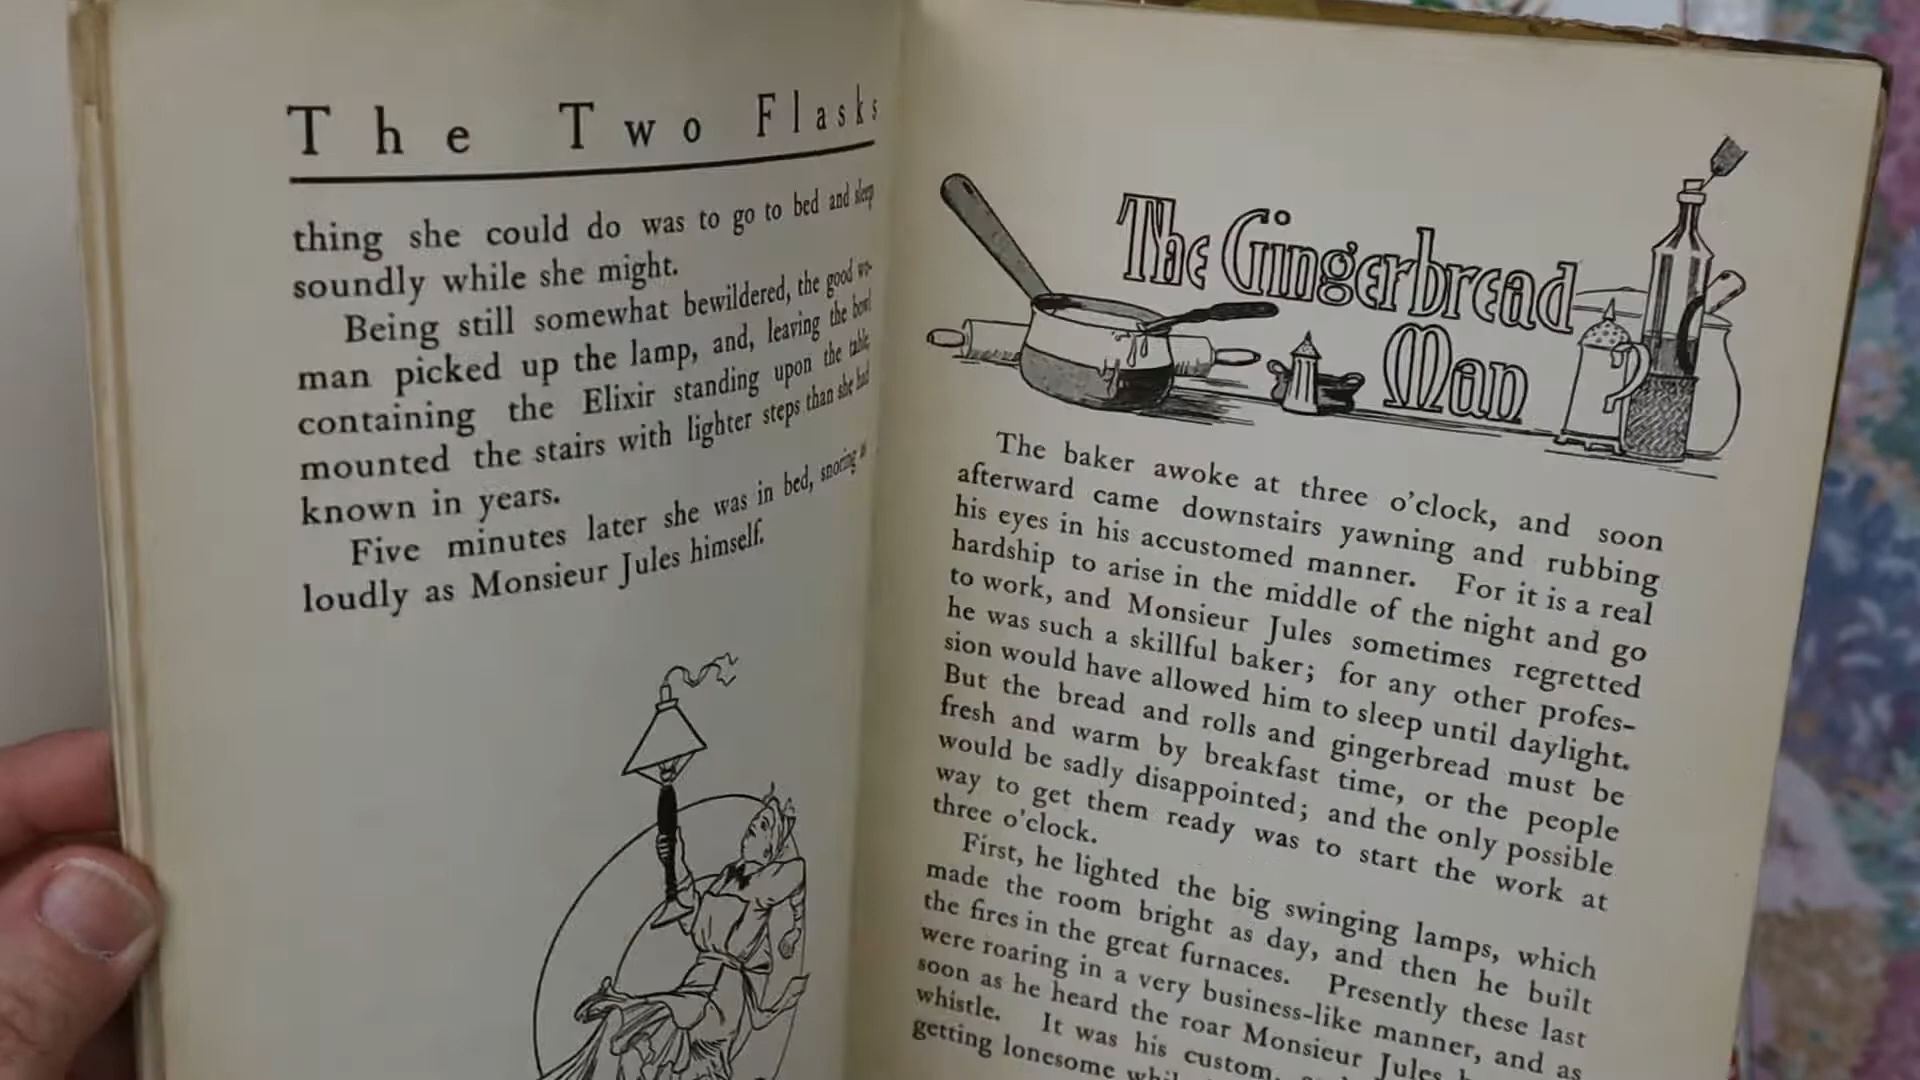 The Two Flasks
thing she could do was to go to bed and sleep
soundly while she might.
Being still somewhat bewildered, the good wo-
man picked up the lamp, and, leaving the bowl
containing the Elixir standing upon the table,
mounted the stairs with lighter steps than she had
known in years.
Five minutes later she was in bed, snoring as
loudly as Monsieur Jules himself.
The Gingerbread
Man
The baker awoke at three o'clock, and soon
afterward came downstairs yawning and rubbing
his eyes in his accustomed manner. For it is a real
hardship to arise in the middle of the night and go
to work, and Monsieur Jules sometimes regretted
he was such a skillful baker; for any other profes-
sion would have allowed him to sleep until daylight.
But the bread and rolls and gingerbread must be
fresh and warm by breakfast time, or the people
would be sadly disappointed; and the only possible
way to get them ready was to start the work at
three o'clock.
First, he lighted the big swinging lamps, which
made the room bright as day, and then he built
the fires in the great furnaces. Presently these last
were roaring in a very business-like manner, and as
soon as he heard the roar Monsieur Jules
whistle. It was his custom,
getting lonesome